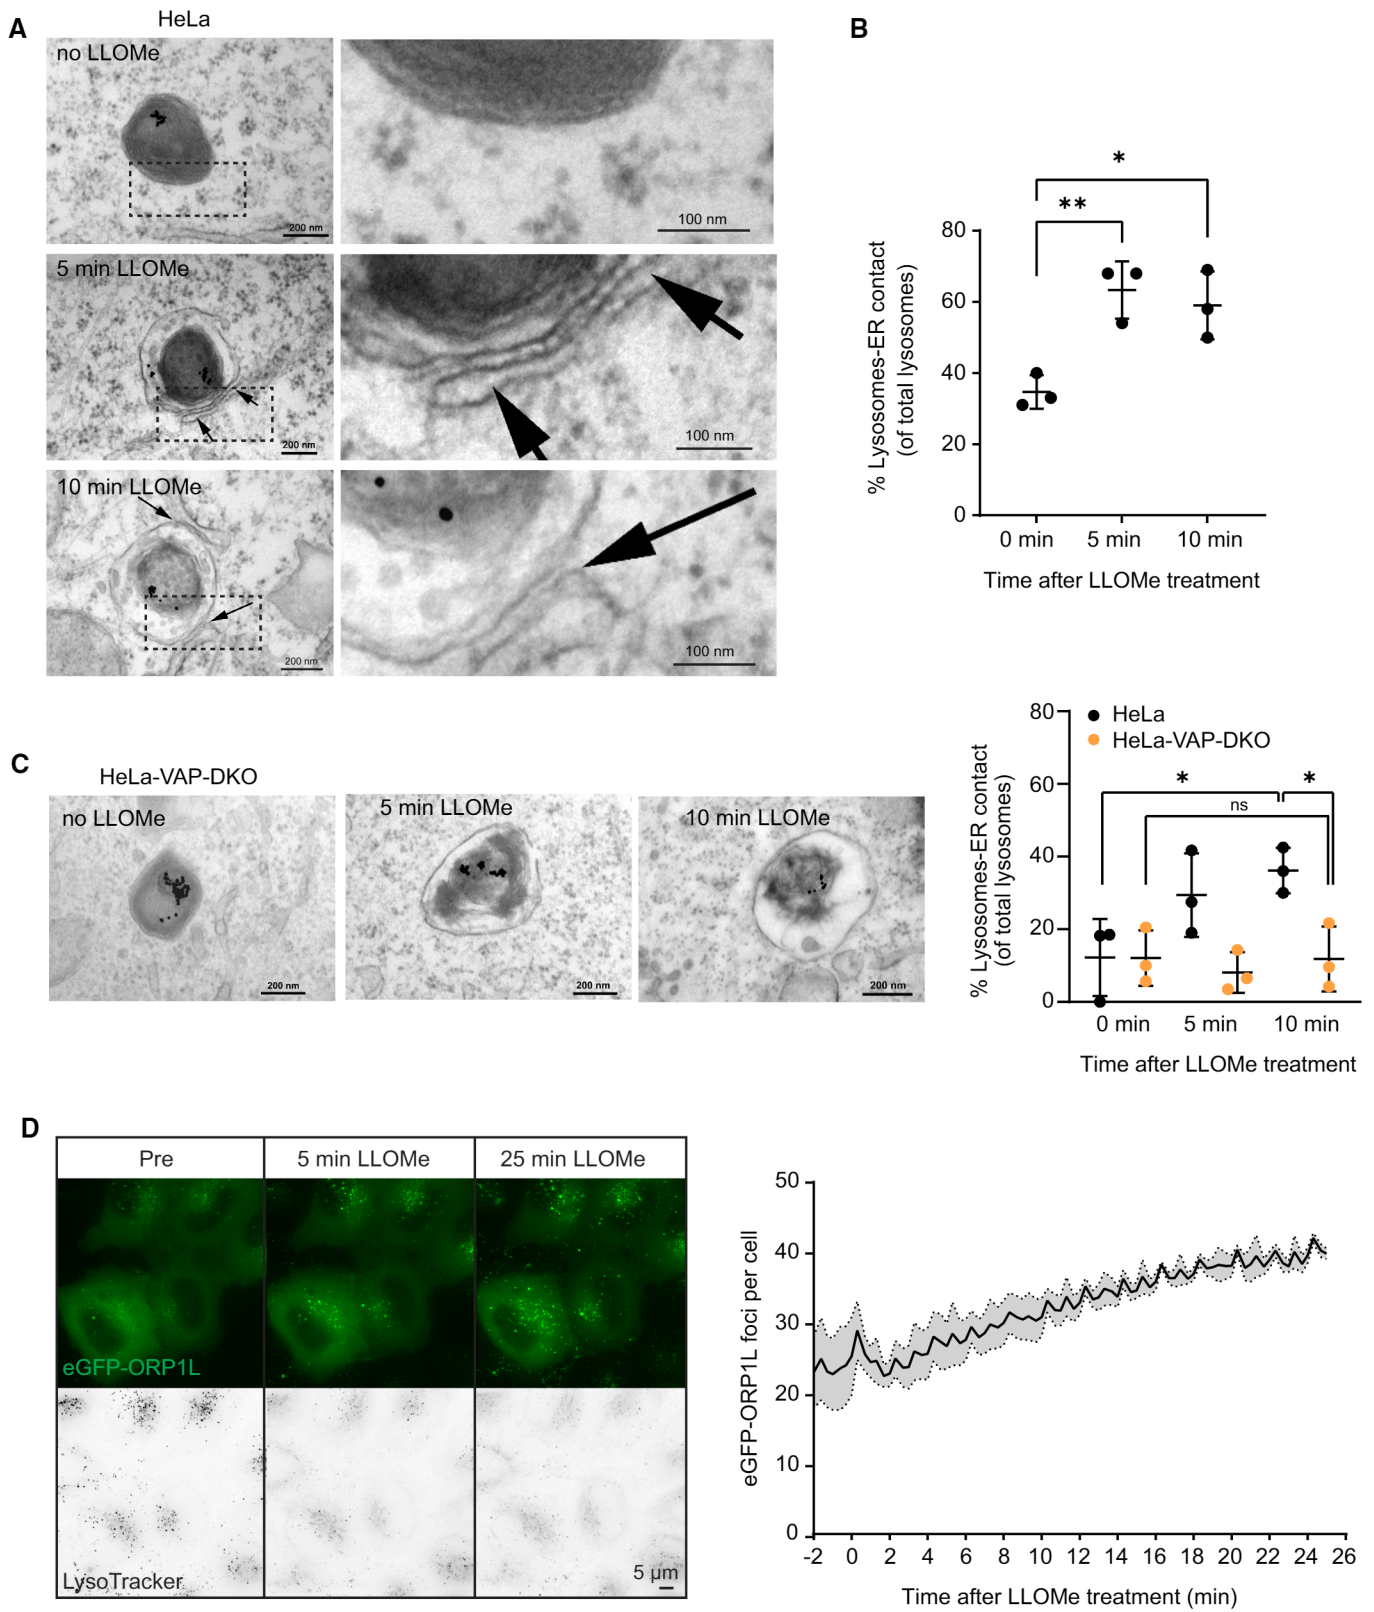 A
HeLa
no LLOMe
200 nm
100 nm
5 min LLOMe
200 nm
100 nm
10 min LLOMe
200 nm
100 nm
B
*
**
80
60
40
20
0
% Lysosomes-ER contact
(of total lysosomes)
0 min
5 min
10 min
Time after LLOMe treatment
C
HeLa-VAP-DKO
no LLOMe
200 nm
5 min LLOMe
200 nm
10 min LLOMe
200 nm
HeLa
HeLa-VAP-DKO
*
*
ns
80
60
40
20
0
% Lysosomes-ER contact
(of total lysosomes)
0 min
5 min
10 min
Time after LLOMe treatment
D
Pre
5 min LLOMe
25 min LLOMe
eGFP-ORP1L
LysoTracker
5 µm
50
40
30
20
10
0
eGFP-ORP1L foci per cell
-2 0 2 4 6 8 10 12 14 16 18 20 22 24 26
Time after LLOMe treatment (min)